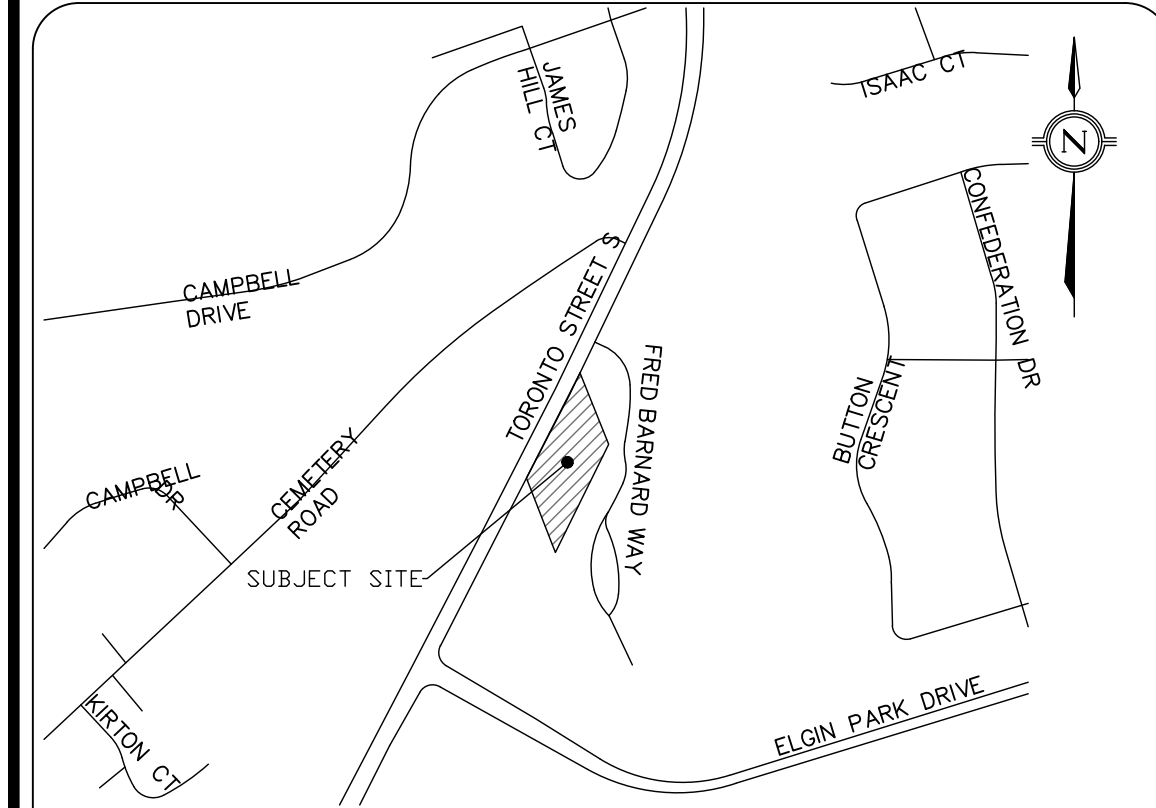 JAMES
HILL CT
ISAAC CT
N
CONFEDERATION DR
CAMPBELL
DRIVE
TORONTO STREET S
FRED BARNARD WAY
BUTTON
CRESCENT
CAMPBELL
DR
CEMETERY
ROAD
SUBJECT SITE
KIRTON CT
ELGIN PARK DRIVE